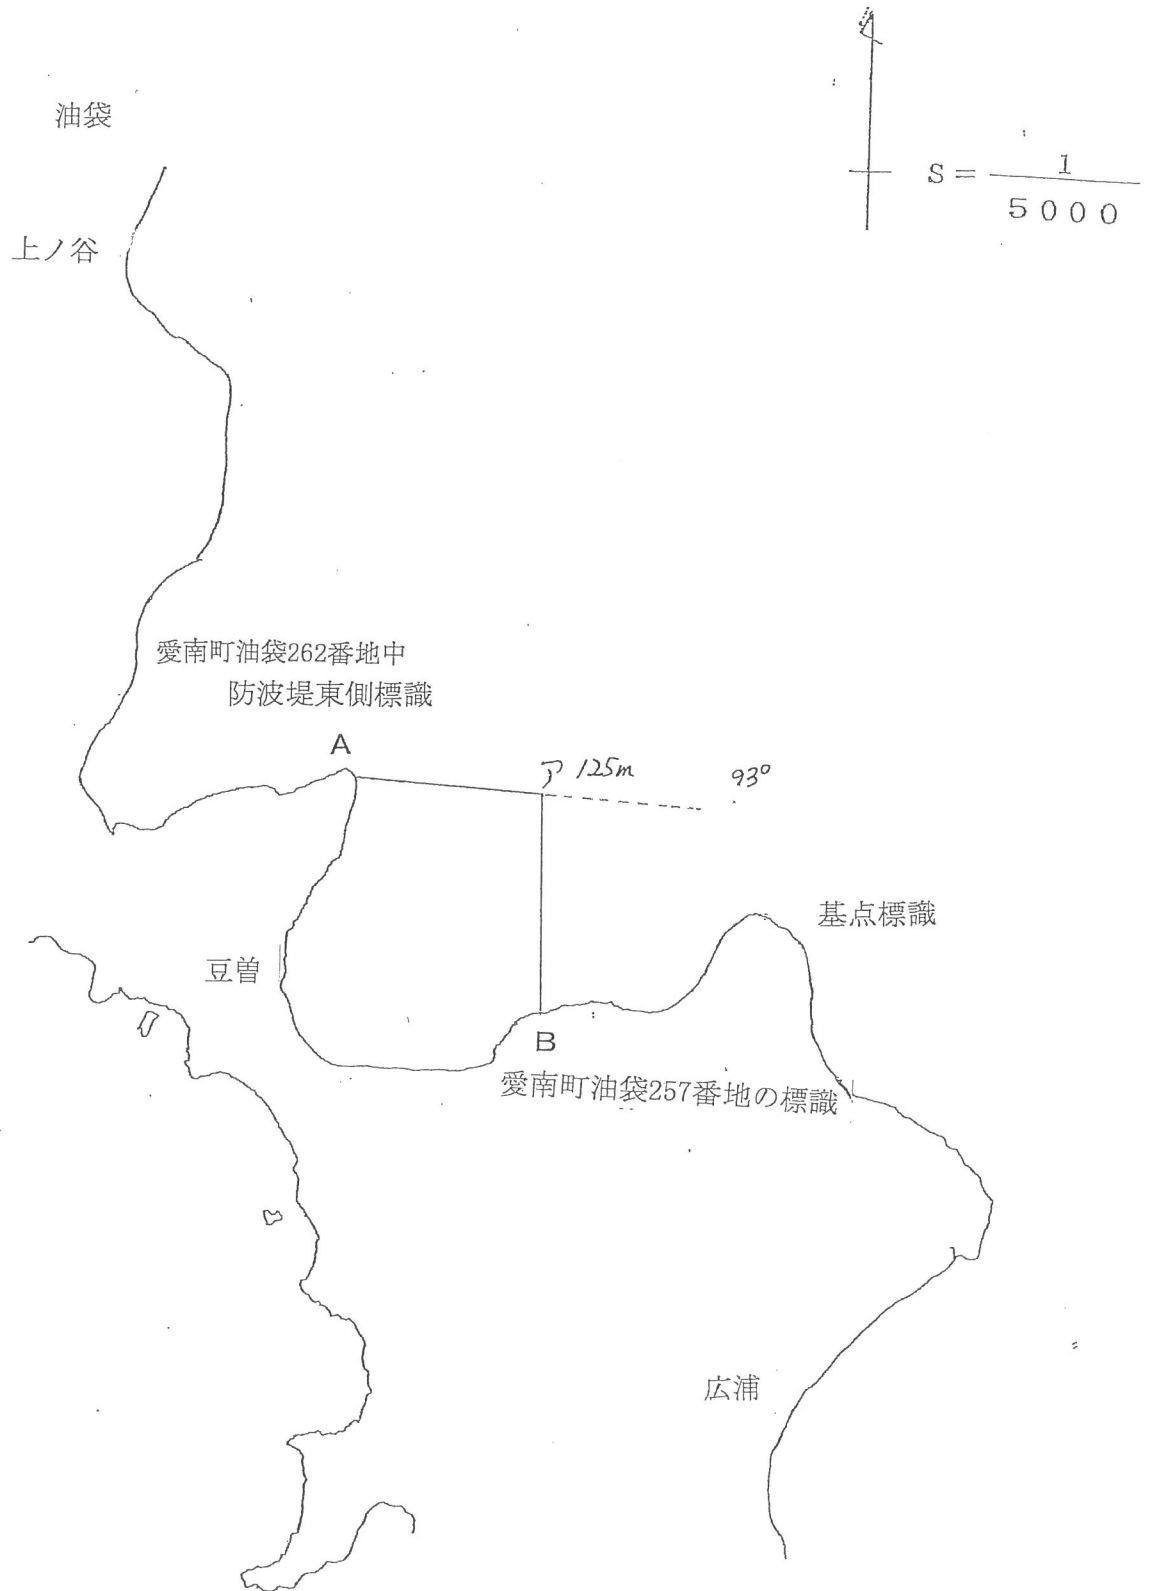 油袋
S = 1
5000
上ノ谷
愛南町油袋262番地中
防波堤東側標識
A
ア 125m
93°
基点標識
豆曽
B
愛南町油袋257番地の標識
広浦